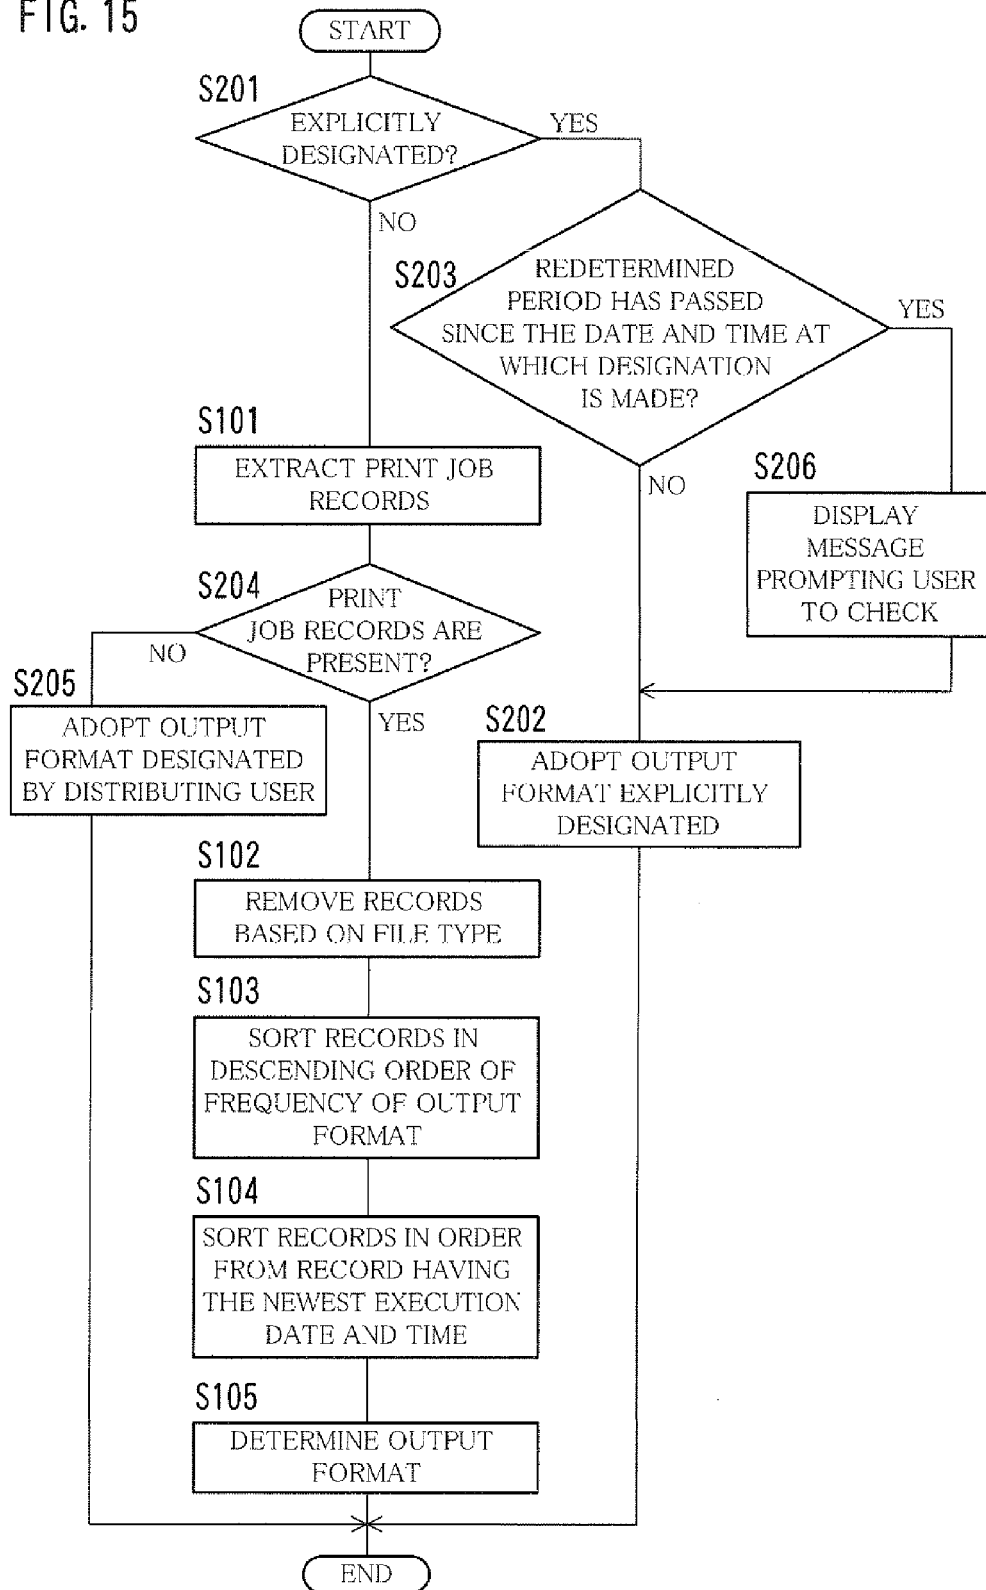 FIG. 15
START
S201
EXPLICITLY
DESIGNATED?
YES
NO
S203
REDETERMINED
PERIOD HAS PASSED
SINCE THE DATE AND TIME AT
WHICH DESIGNATION
IS MADE?
YES
NO
S101
EXTRACT PRINT JOB
RECORDS
S206
DISPLAY
MESSAGE
PROMPTING USER
TO CHECK
S204
PRINT
JOB RECORDS ARE
PRESENT?
NO
YES
S205
ADOPT OUTPUT
FORMAT DESIGNATED
BY DISTRIBUTING USER
S202
ADOPT OUTPUT
FORMAT EXPLICITLY
DESIGNATED
S102
REMOVE RECORDS
BASED ON FILE TYPE
S103
SORT RECORDS IN
DESCENDING ORDER OF
FREQUENCY OF OUTPUT
FORMAT
S104
SORT RECORDS IN ORDER
FROM RECORD HAVING
THE NEWEST EXECUTION
DATE AND TIME
S105
DETERMINE OUTPUT
FORMAT
END